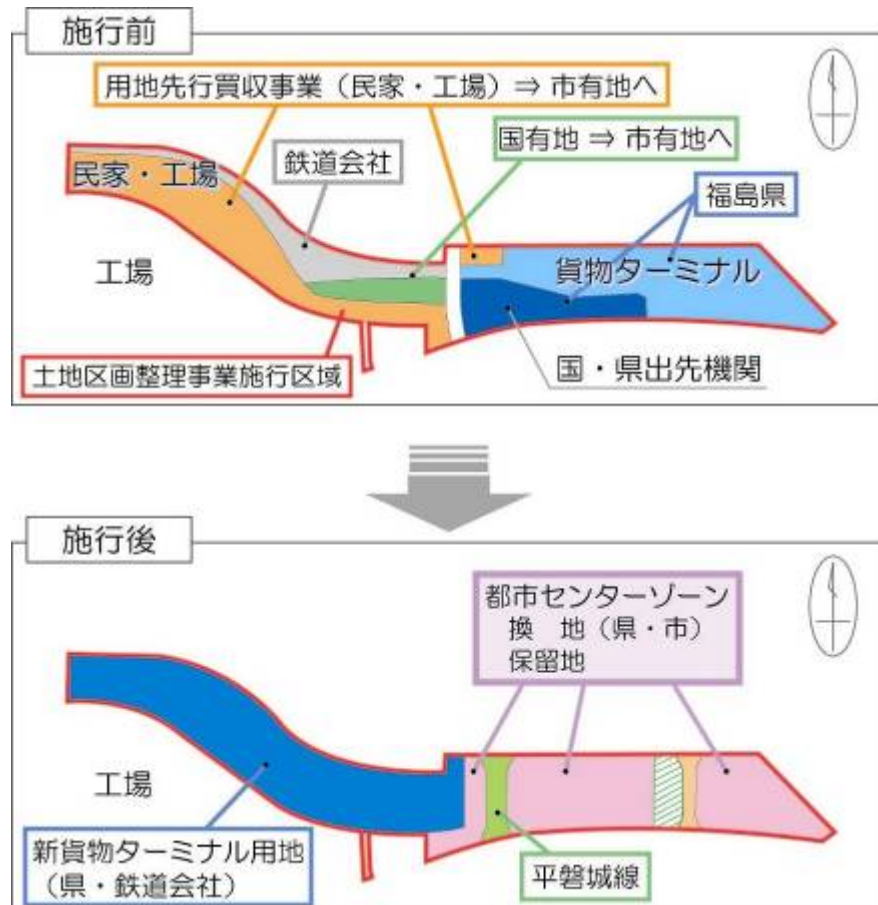 施行前
用地先行買収事業（民家・工場）⇒ 市有地へ
国有地 ⇒ 市有地へ
鉄道会社
民家・工場
福島県
工場
貨物ターミナル
土地区画整理事業施行区域
国・県出先機関
施行後
都市センターゾーン
換　地（県・市）
保留地
工場
新貨物ターミナル用地
（県・鉄道会社）
平磐城線